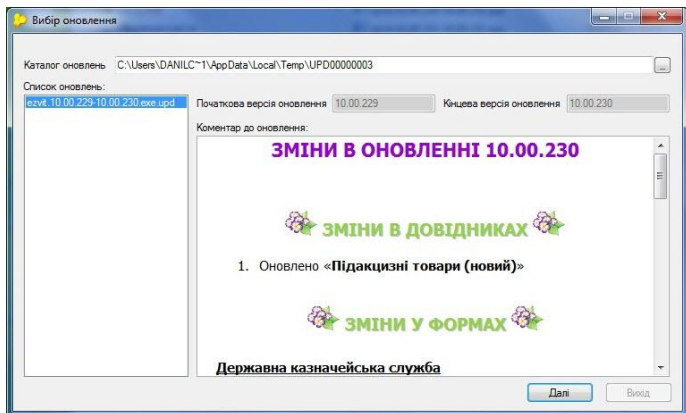 Вибір оновлення
Каталог оновлень C:\Users\DANILC~1\AppData\Local\Temp\UPD00000003 ...
Список оновлень:
ezvit.10.00.229-10.00.230.exe.upd
Початкова версія оновлення 10.00.229 Кінцева версія оновлення 10.00.230
Коментар до оновлення:
ЗМІНИ В ОНОВЛЕННІ 10.00.230
ЗМІНИ В ДОВІДНИКАХ
1. Оновлено «Підакцизні товари (новий)»
ЗМІНИ У ФОРМАХ
Державна казначейська служба
Далі Вихід